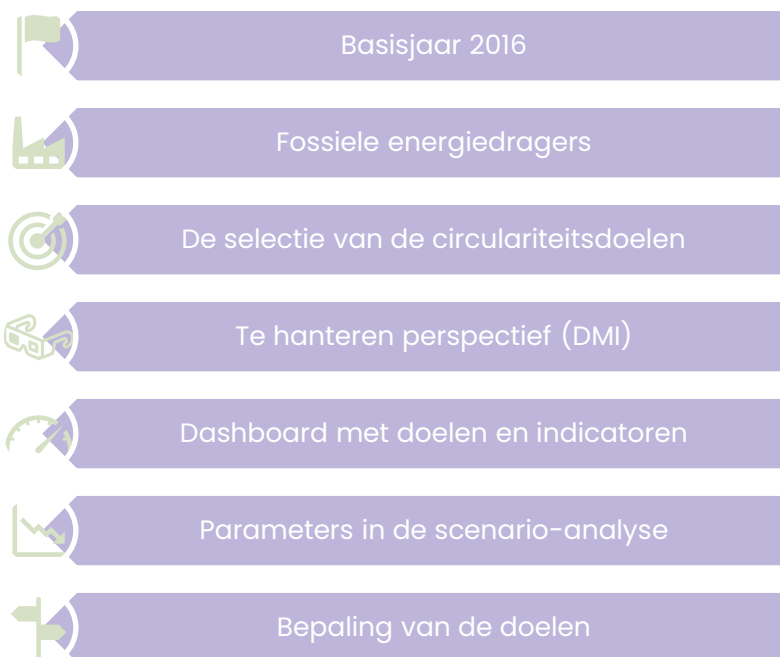 Basisjaar 2016
Fossiele energiedragers
De selectie van de circulariteitsdoelen
Te hanteren perspectief (DMI)
Dashboard met doelen en indicatoren
Parameters in de scenario-analyse
Bepaling van de doelen